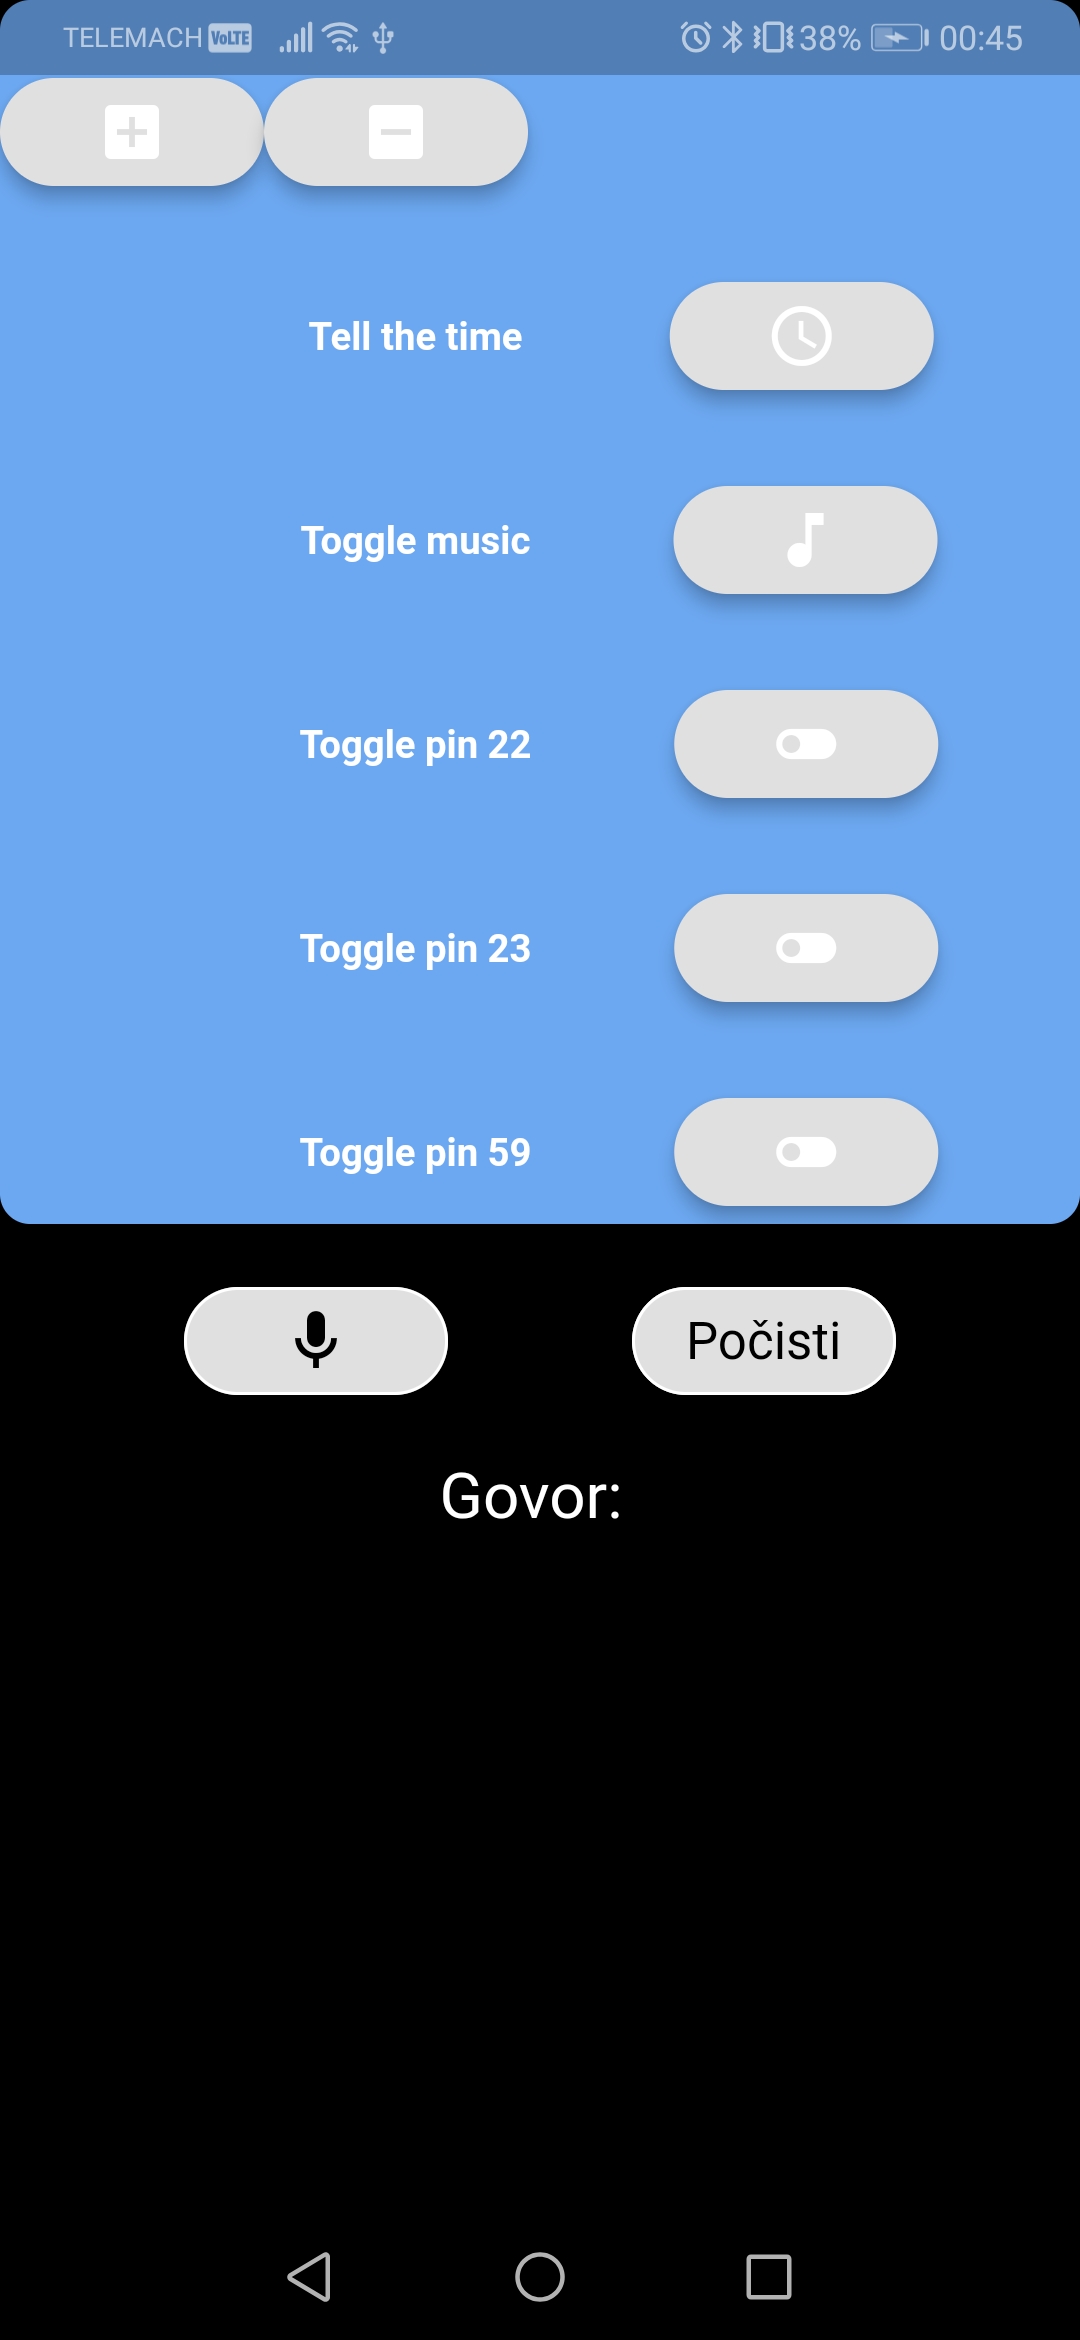 TELEMACH VoLTE 38% 00:45
Tell the time
Toggle music
Toggle pin 22
Toggle pin 23
Toggle pin 59
Počisti
Govor: